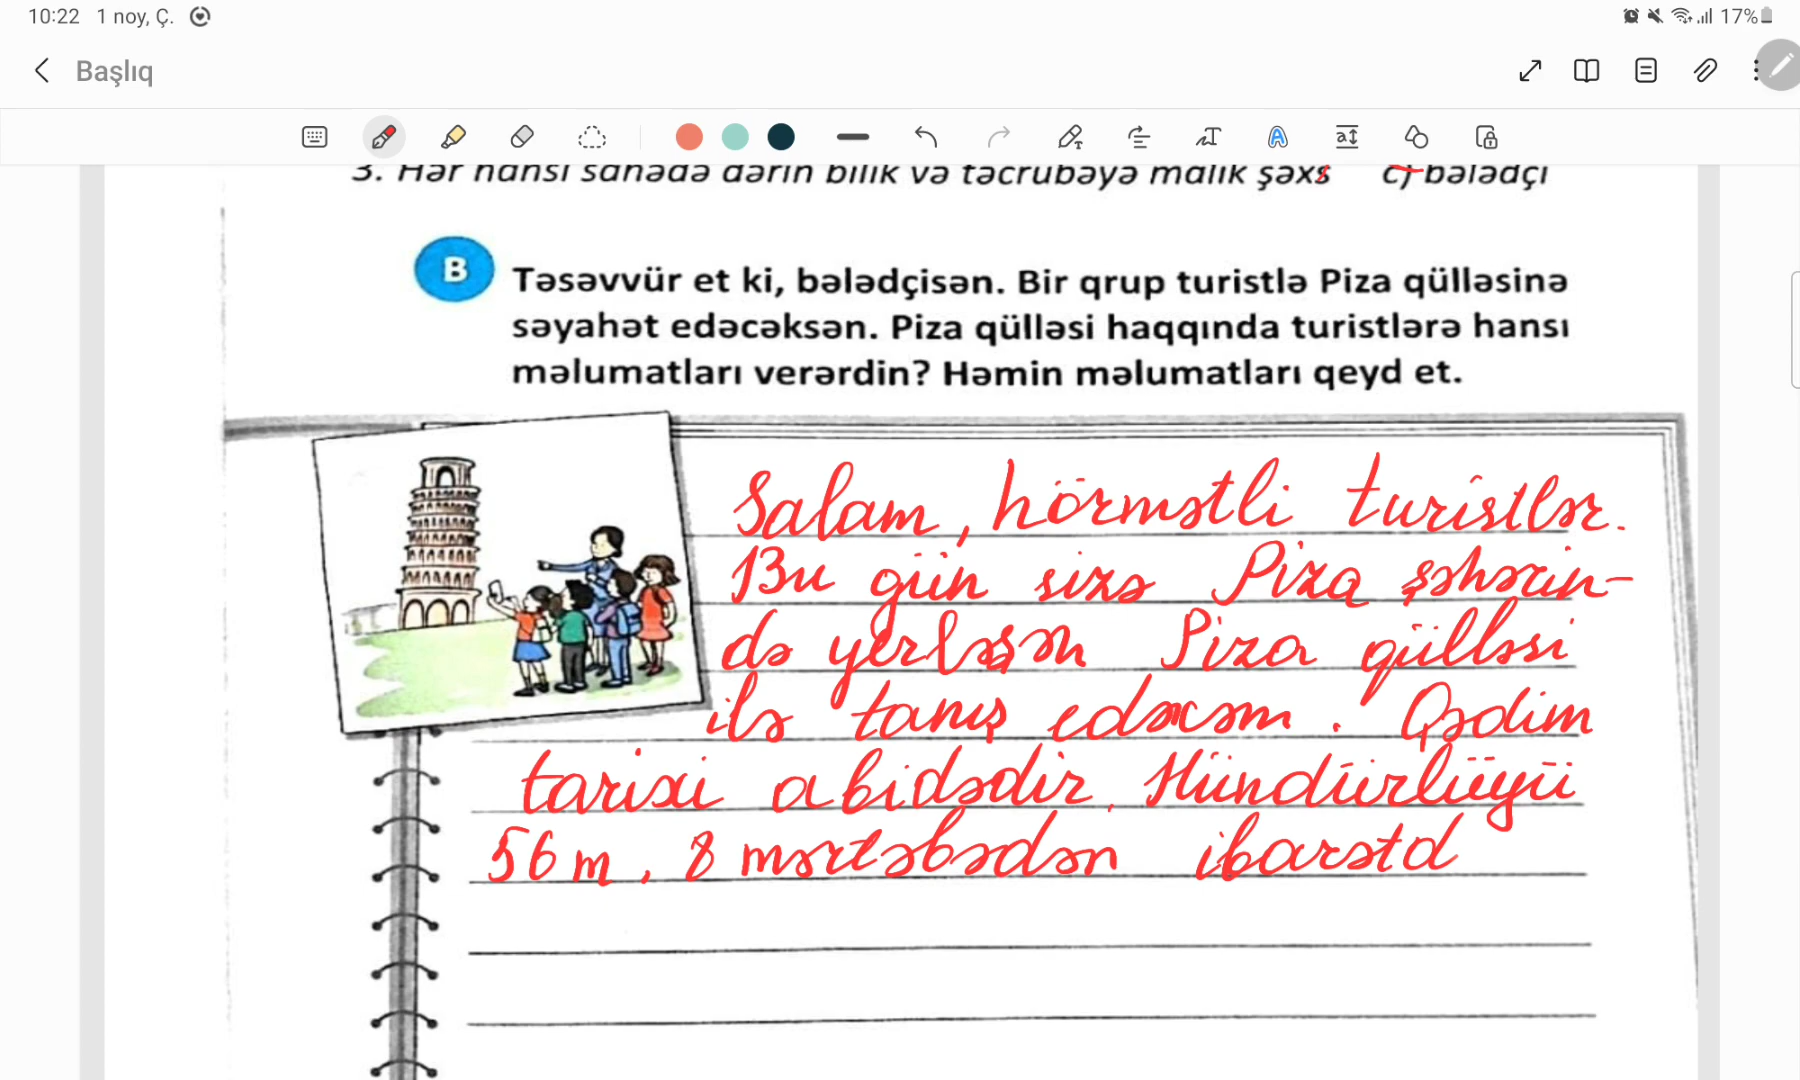 10:22 1 noy, Ç. 17%
Başlıq
3. Hər hansı sahədə dərin bilik və təcrübəyə malik şəxs c) bələdçi
B
Təsəvvür et ki, bələdçisən. Bir qrup turistlə Piza qülləsinə
səyahət edəcəksən. Piza qülləsi haqqında turistlərə hansı
məlumatları verərdin? Həmin məlumatları qeyd et.
Salam, hörmətli turistlər.
Bu gün sizə Piza şəhərin-
də yerləşən Piza qülləsi
ilə tanış edəcəm. Qədim
tarixi abidədir. Hündürlüyü
56 m, 8 mərtəbədən ibarətd